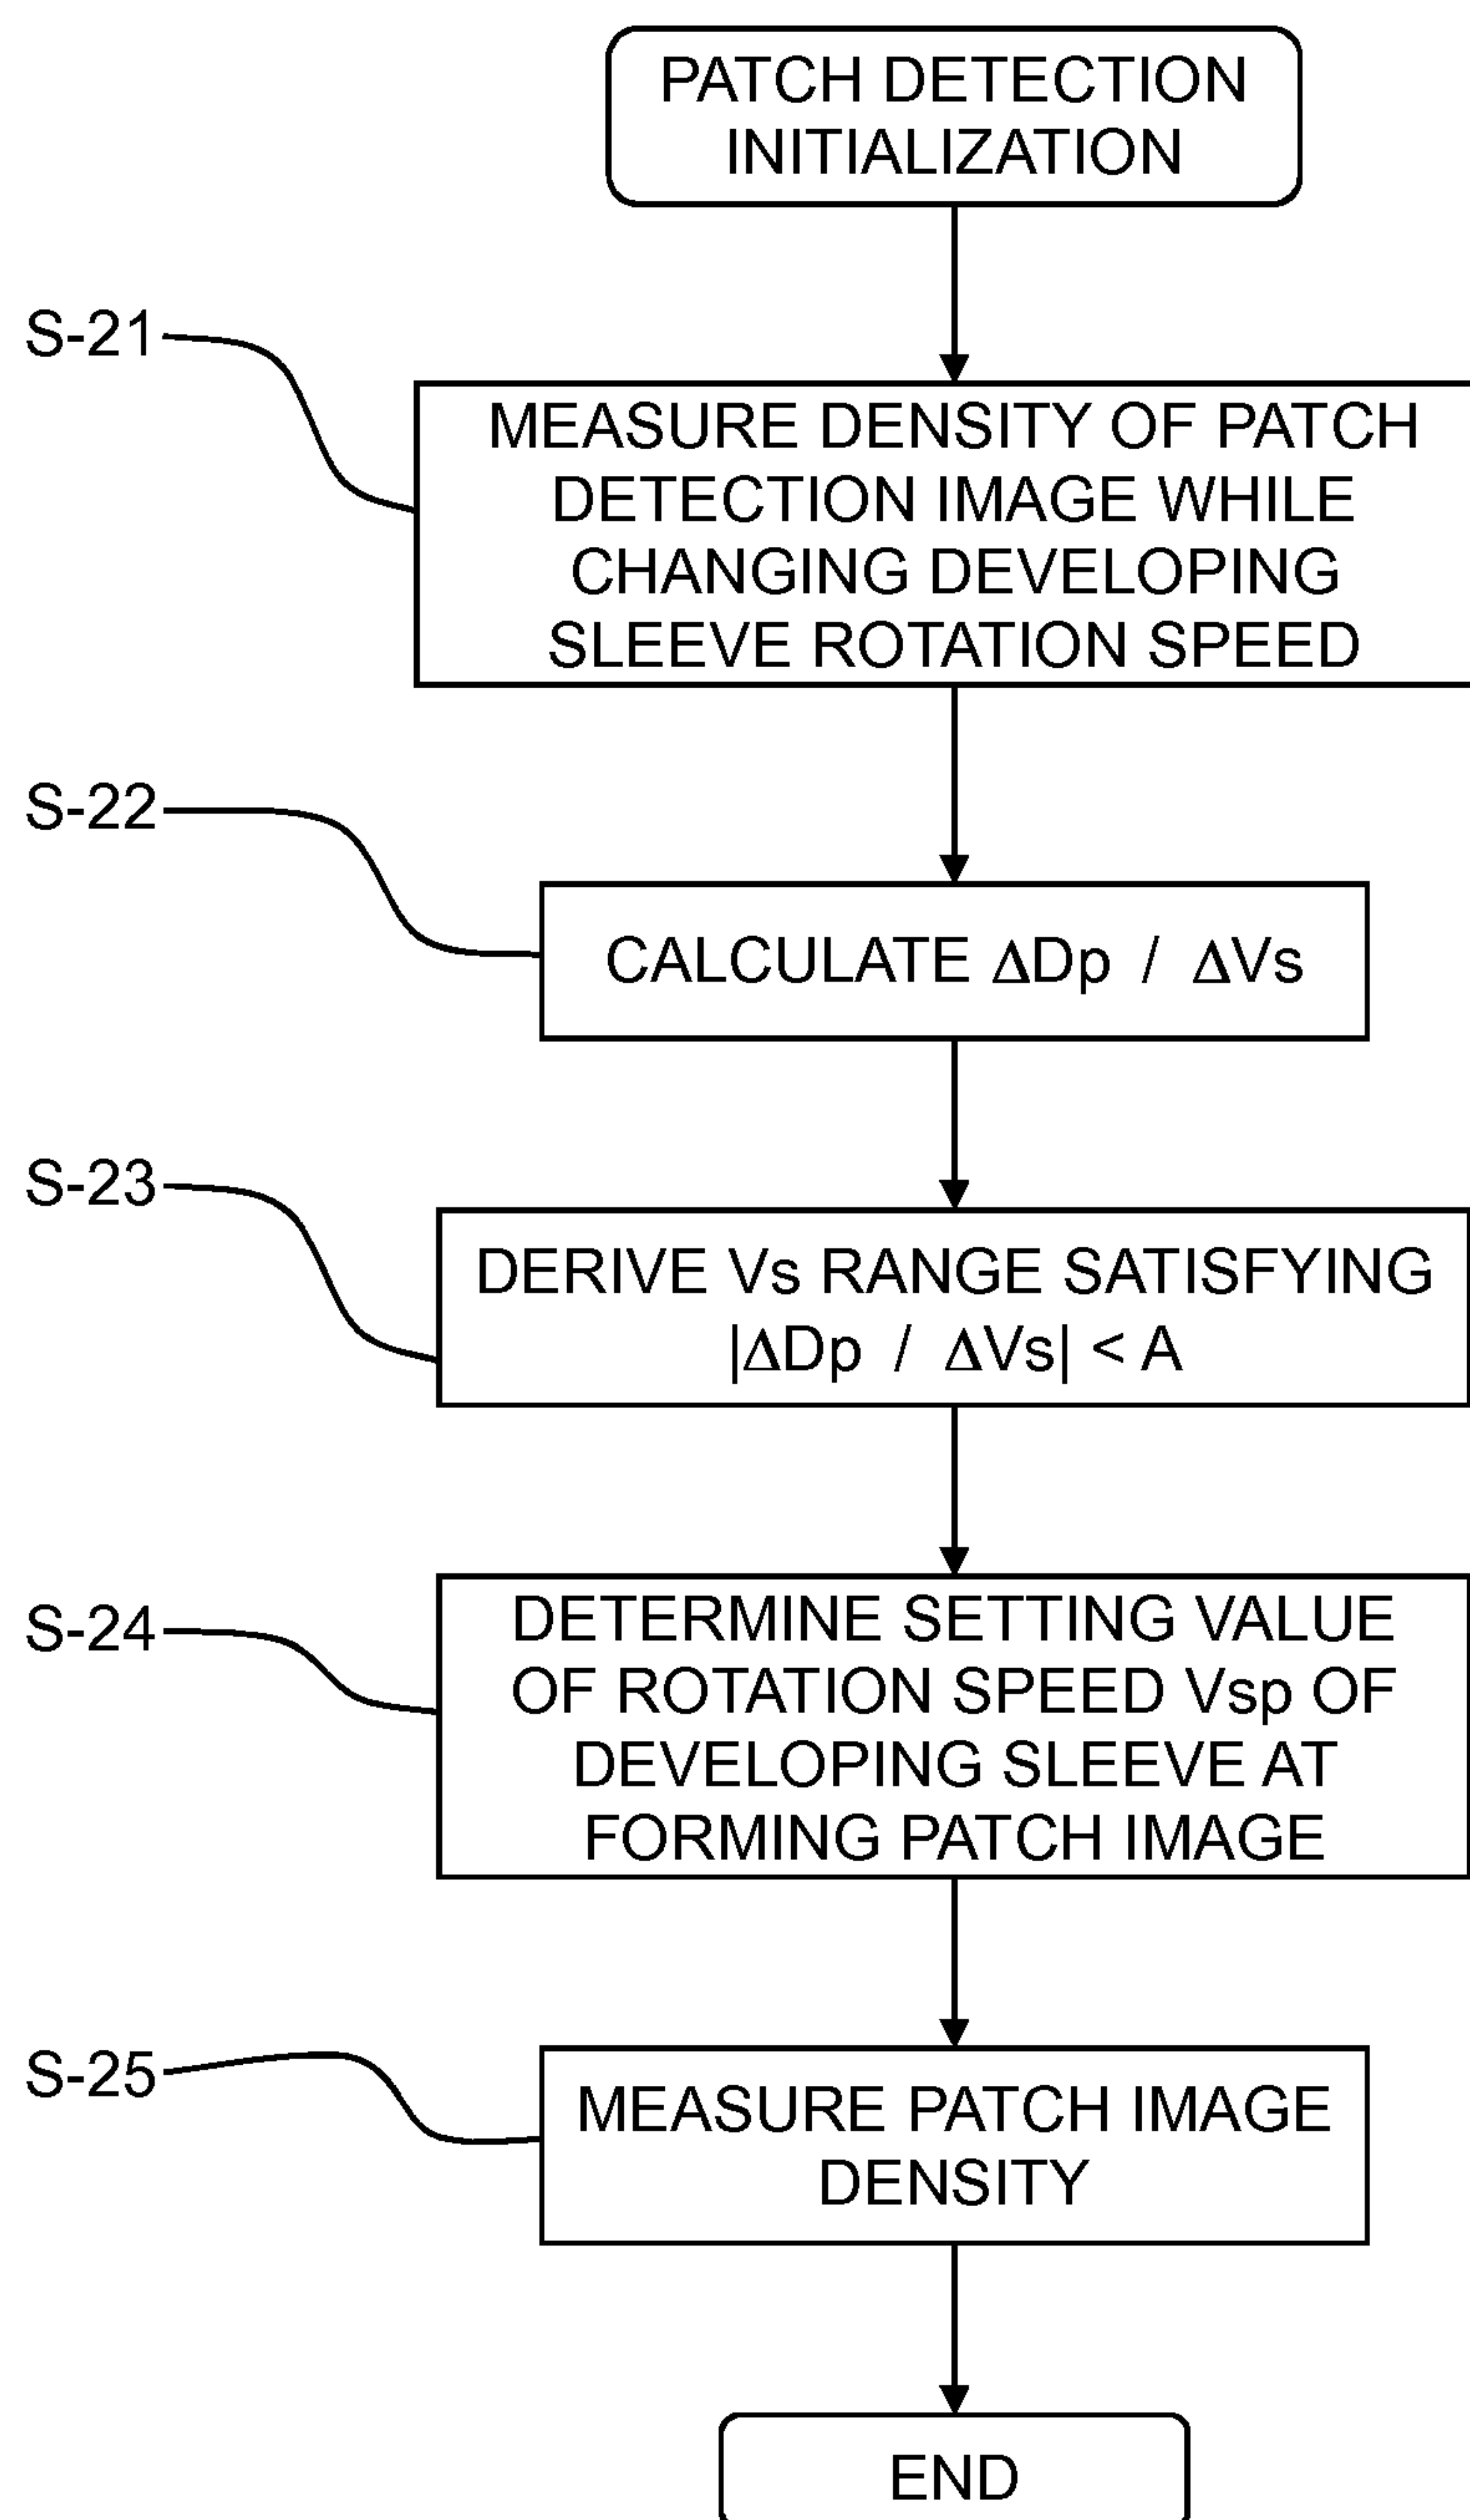 PATCH DETECTION
INITIALIZATION
S-21
MEASURE DENSITY OF PATCH
DETECTION IMAGE WHILE
CHANGING DEVELOPING
SLEEVE ROTATION SPEED
S-22
CALCULATE ΔDp / ΔVs
S-23
DERIVE Vs RANGE SATISFYING
|ΔDp / ΔVs| < A
S-24
DETERMINE SETTING VALUE
OF ROTATION SPEED Vsp OF
DEVELOPING SLEEVE AT
FORMING PATCH IMAGE
S-25
MEASURE PATCH IMAGE
DENSITY
END